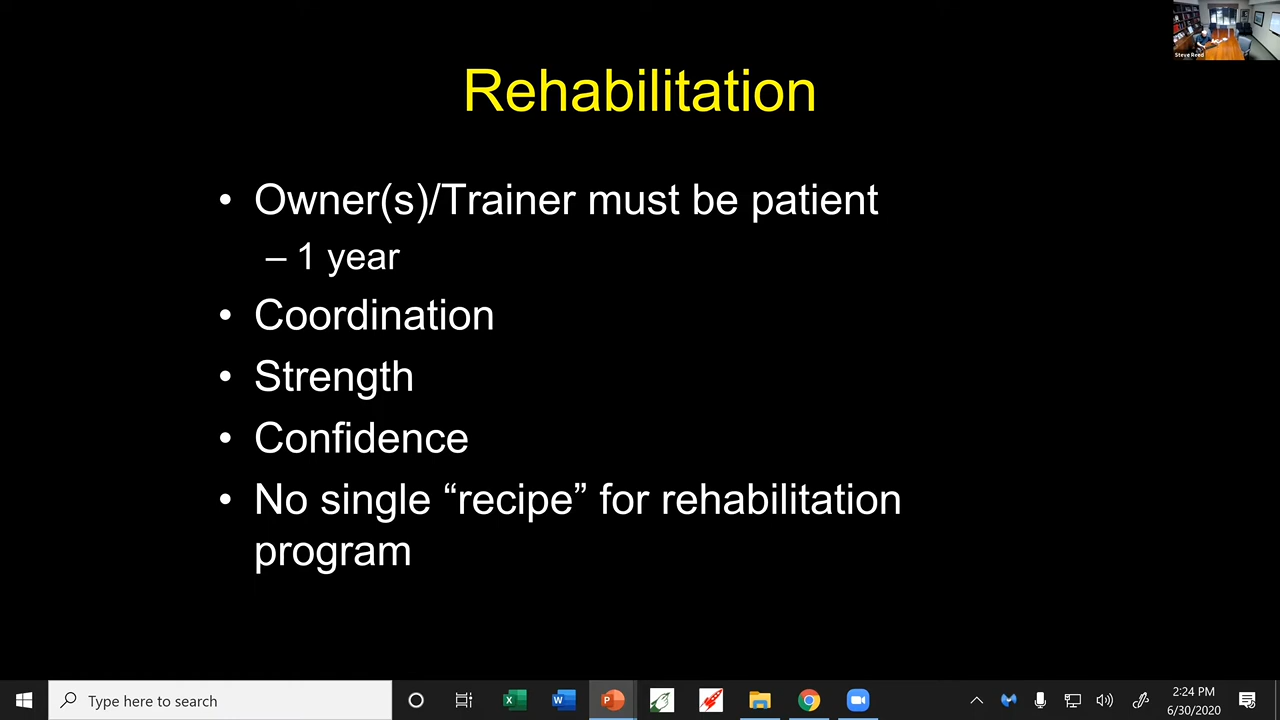 Steve Reed
Rehabilitation
• Owner(s)/Trainer must be patient
– 1 year
• Coordination
• Strength
• Confidence
• No single “recipe” for rehabilitation
program
Type here to search
2:24 PM
6/30/2020